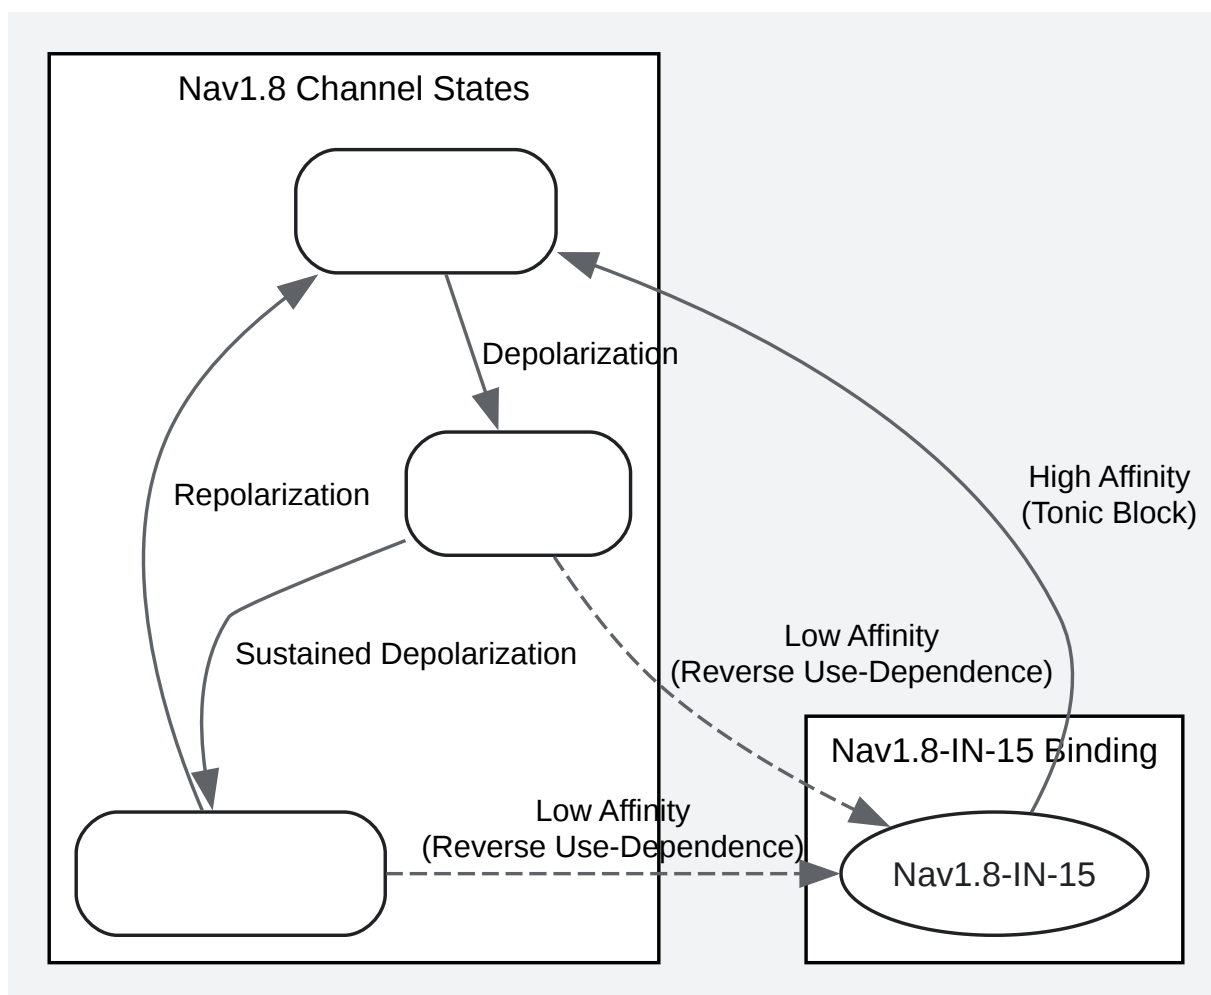 Nav1.8 Channel States
Depolarization
Repolarization
High Affinity
(Tonic Block)
Sustained Depolarization
Low Affinity
(Reverse Use-Dependence)
Nav1.8-IN-15 Binding
Low Affinity
(Reverse Use-Dependence)
Nav1.8-IN-15